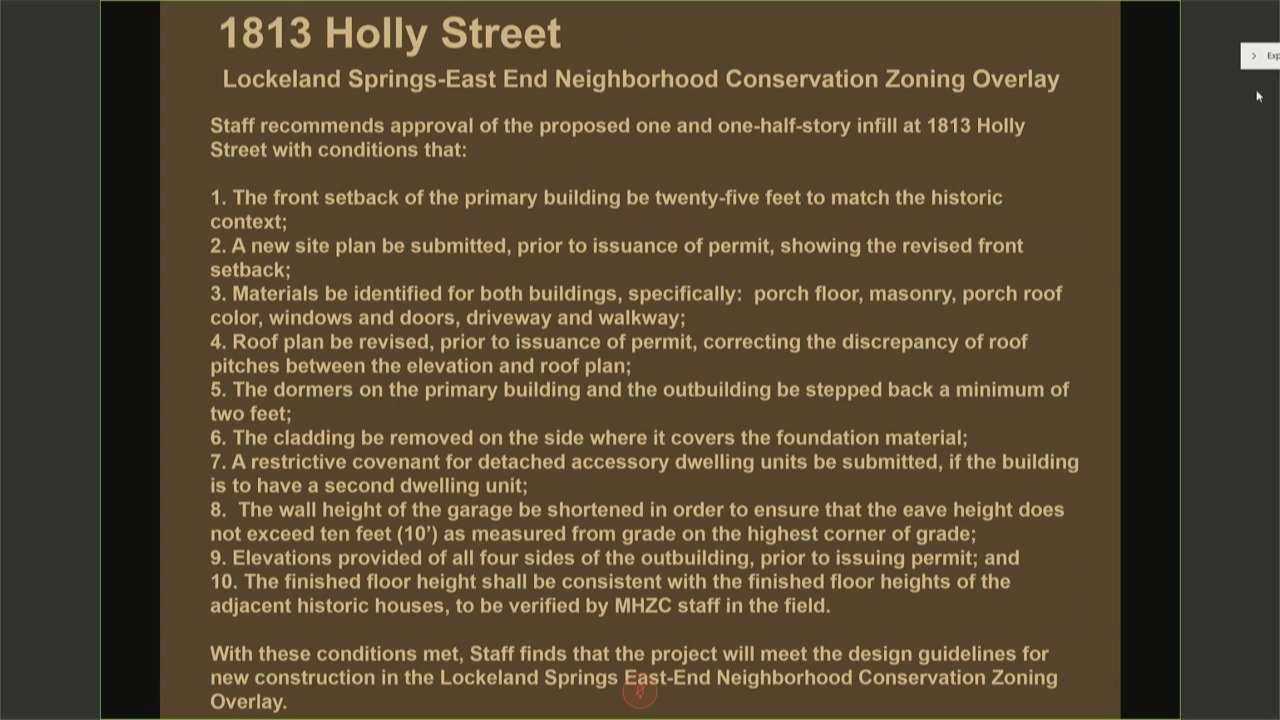 1813 Holly Street
Exp
Lockeland Springs-East End Neighborhood Conservation Zoning Overlay
Staff recommends approval of the proposed one and one-half-story infill at 1813 Holly
Street with conditions that:
1. The front setback of the primary building be twenty-five feet to match the historic
context;
2. A new site plan be submitted, prior to issuance of permit, showing the revised front
setback;
3. Materials be identified for both buildings, specifically:  porch floor, masonry, porch roof
color, windows and doors, driveway and walkway;
4. Roof plan be revised, prior to issuance of permit, correcting the discrepancy of roof
pitches between the elevation and roof plan;
5. The dormers on the primary building and the outbuilding be stepped back a minimum of
two feet;
6. The cladding be removed on the side where it covers the foundation material;
7. A restrictive covenant for detached accessory dwelling units be submitted, if the building
is to have a second dwelling unit;
8.  The wall height of the garage be shortened in order to ensure that the eave height does
not exceed ten feet (10’) as measured from grade on the highest corner of grade;
9. Elevations provided of all four sides of the outbuilding, prior to issuing permit; and
10. The finished floor height shall be consistent with the finished floor heights of the
adjacent historic houses, to be verified by MHZC staff in the field.
With these conditions met, Staff finds that the project will meet the design guidelines for
new construction in the Lockeland Springs East-End Neighborhood Conservation Zoning
Overlay.